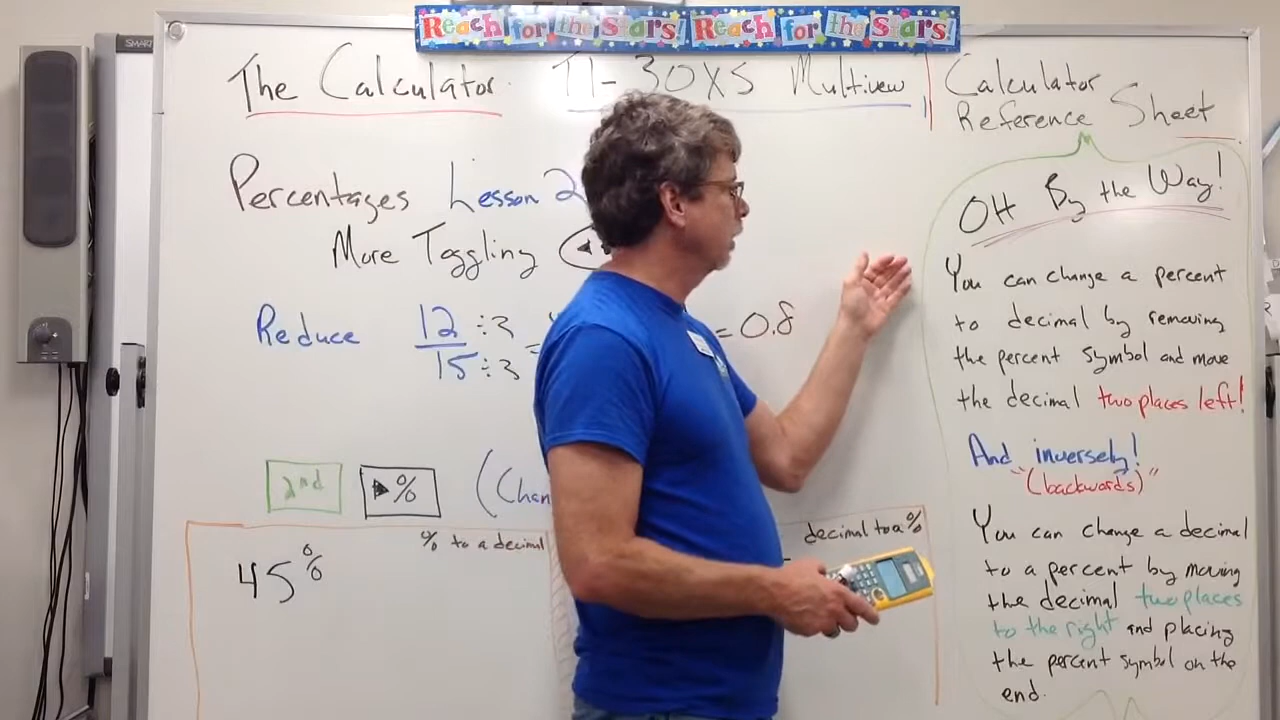 Reach for the Stars! Reach for the Stars!
SMART
The Calculator TI-30XS Multiview
Percentages Lesson 2
More Toggling
Reduce 12 ÷3 = 0.8
15 ÷3 =
2nd ▶% (Chan
% to a decimal
45%
decimal to a %
Calculator
Reference Sheet
OH By the Way!
You can change a percent
to decimal by removing
the percent symbol and move
the decimal two places left!
And inversely!
"(backwards)"
You can change a decimal
to a percent by moving
the decimal two places
to the right and placing
the percent symbol on the
end.